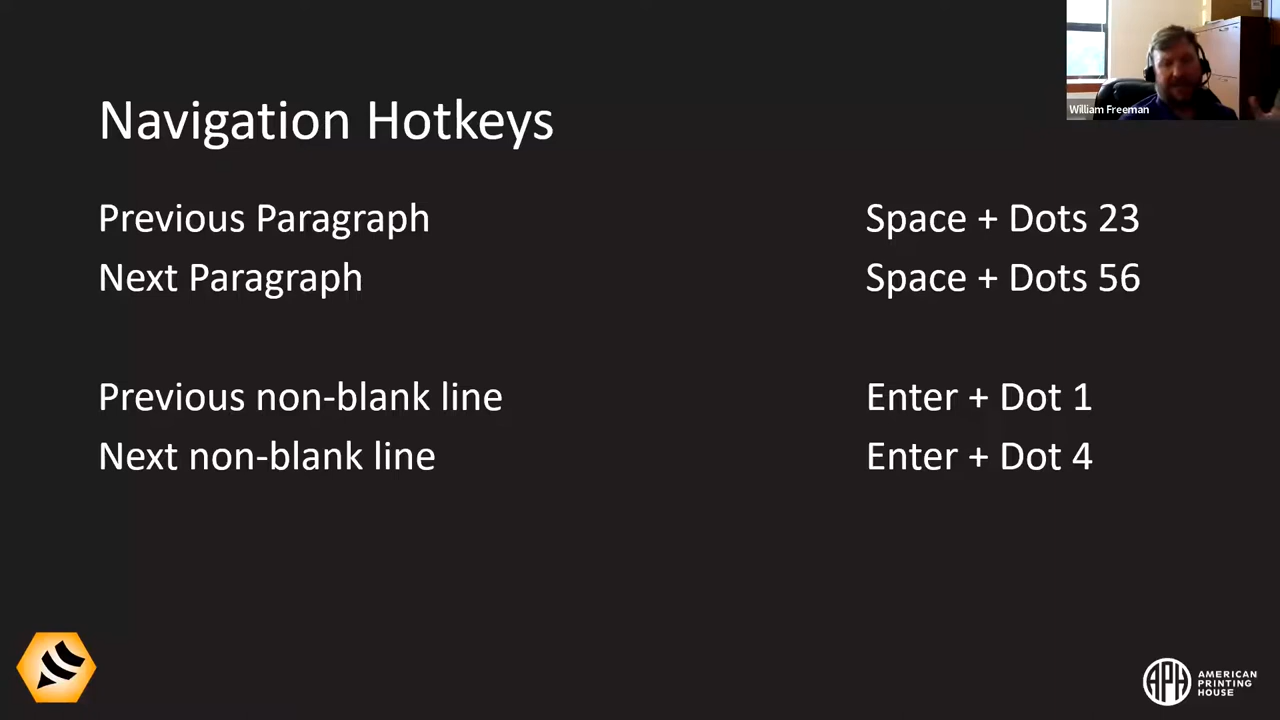 William Freeman
Navigation Hotkeys
Previous Paragraph Space + Dots 23
Next Paragraph Space + Dots 56
Previous non-blank line Enter + Dot 1
Next non-blank line Enter + Dot 4
APH
AMERICAN
PRINTING
HOUSE